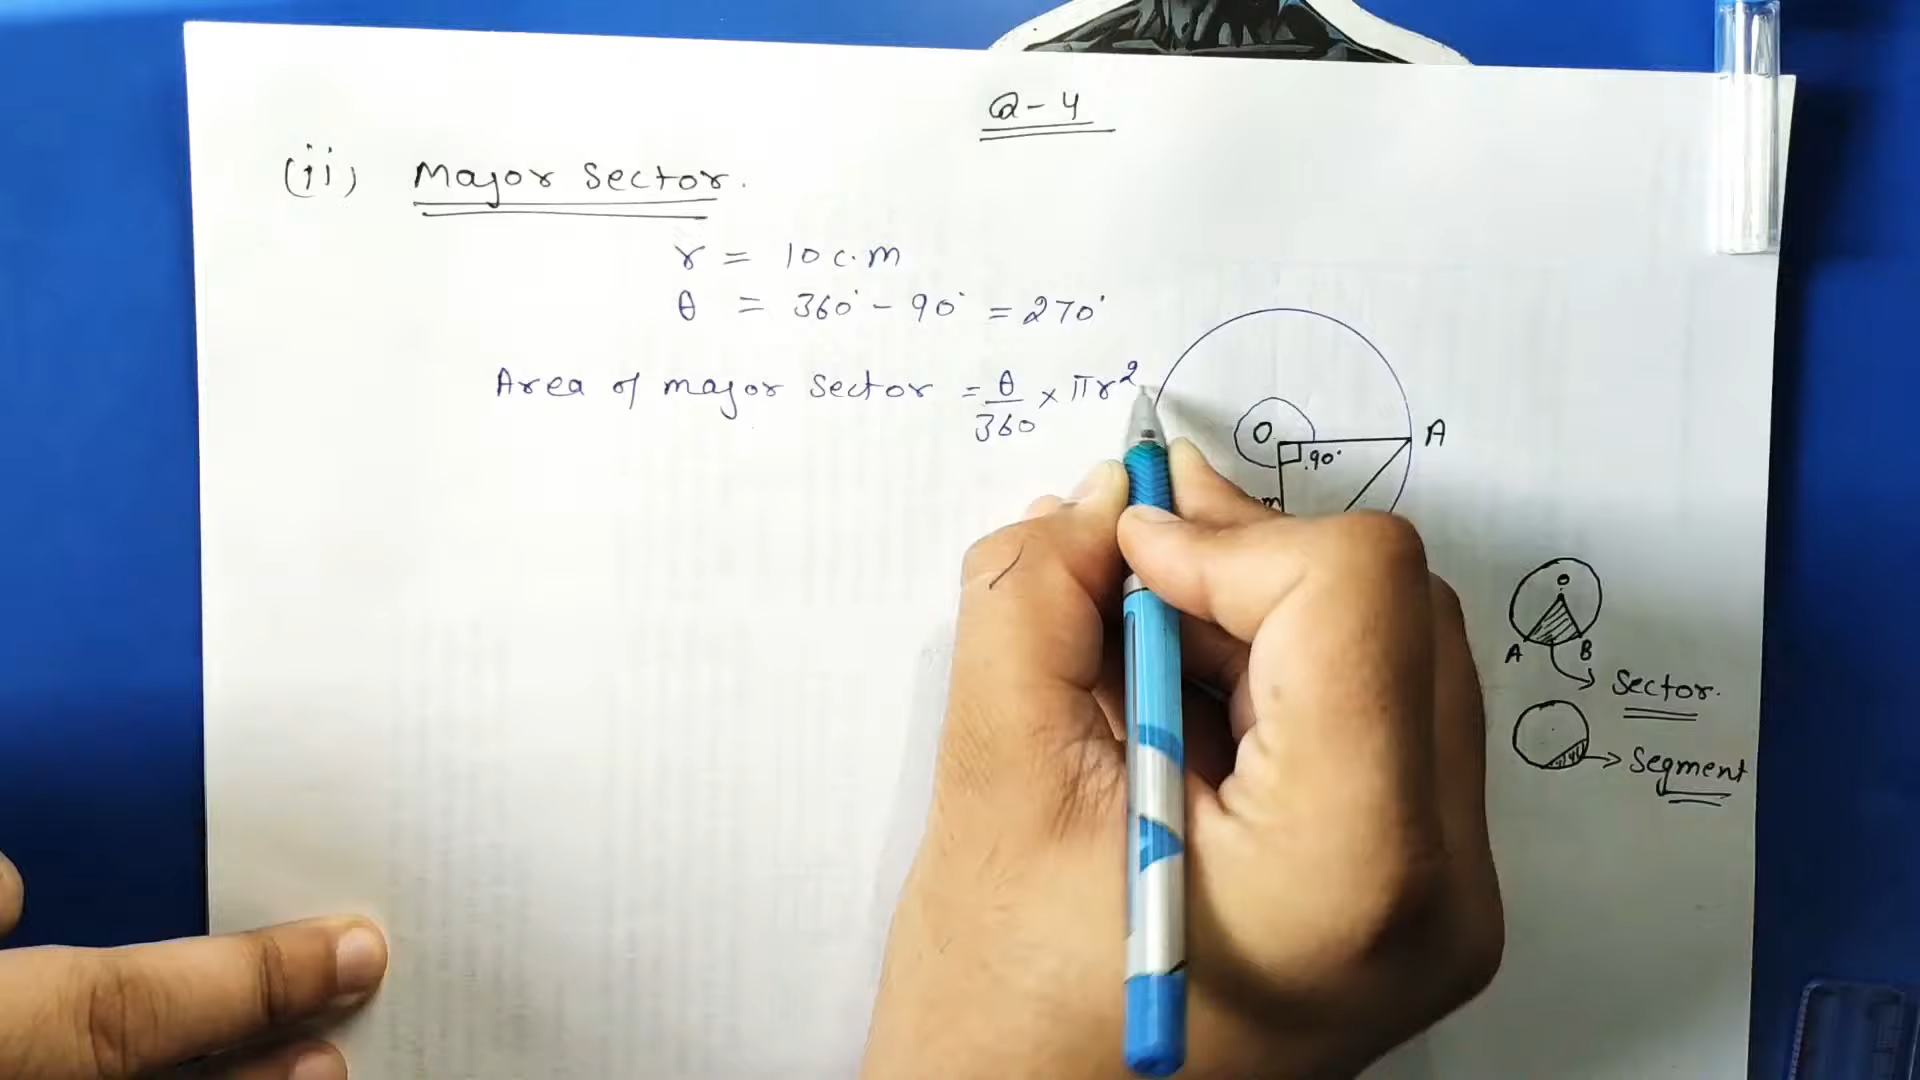 Q-4
(ii) Major Sector.
r = 10 c.m
θ = 360° - 90° = 270°
Area of major sector = θ/360 × πr²
O
A
90°
m
O
A B
Sector.
Segment